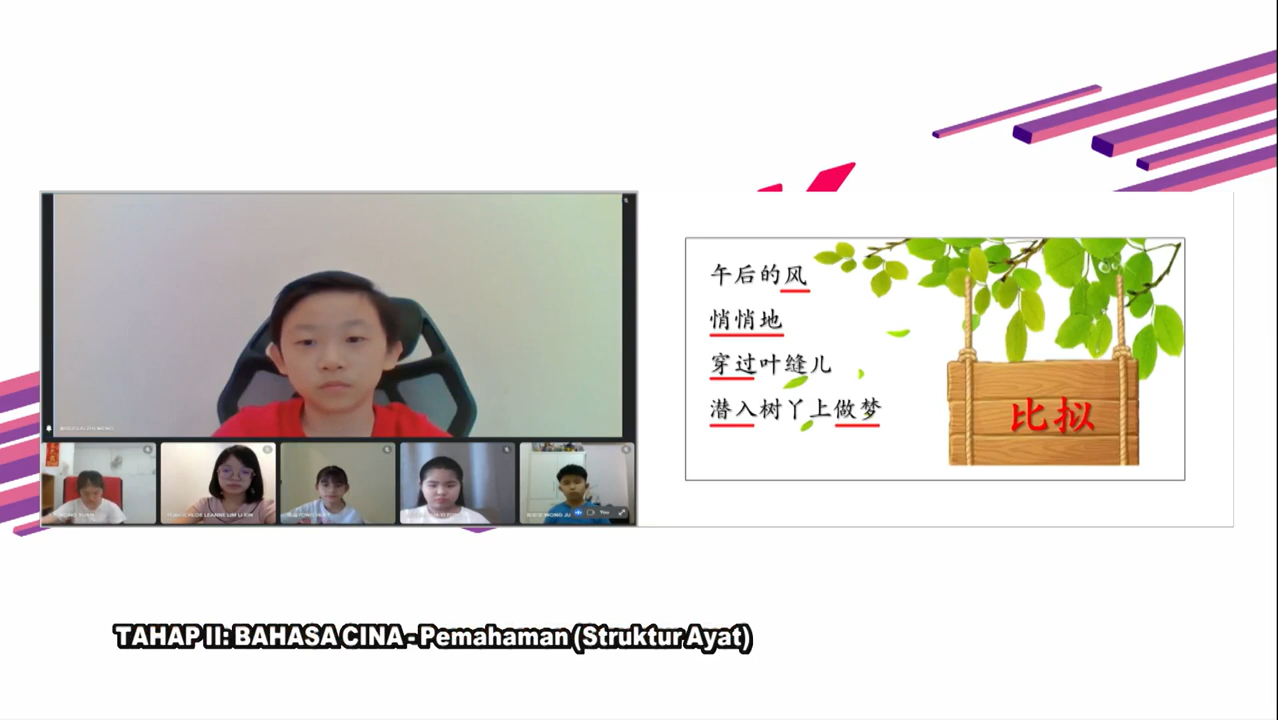 午后的风
悄悄地
穿过叶缝儿
潜入树丫上做梦
比拟
You
TAHAP II: BAHASA CINA - Pemahaman (Struktur Ayat)